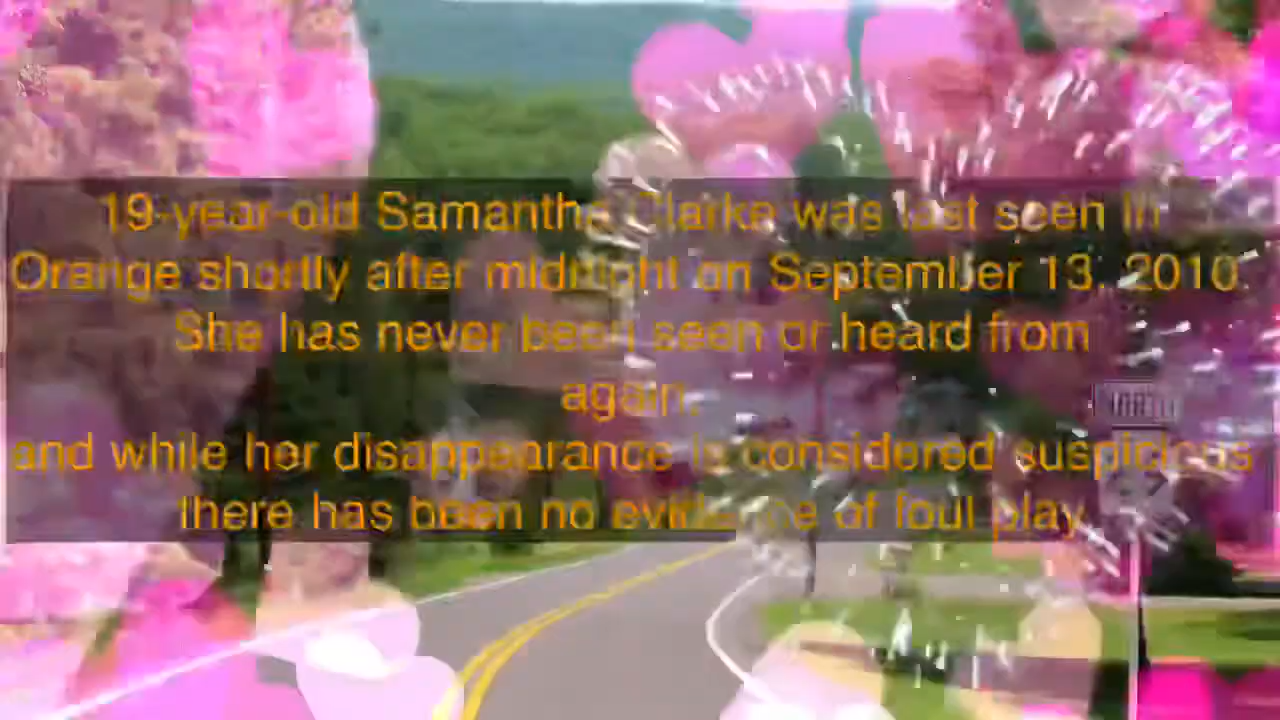 19-year-old Samantha Clarke was last seen in
Orange shortly after midnight on September 13, 2010.
She has never been seen or heard from
again.
and while her disappearance is considered suspicious
there has been no evidence of foul play
NORTH